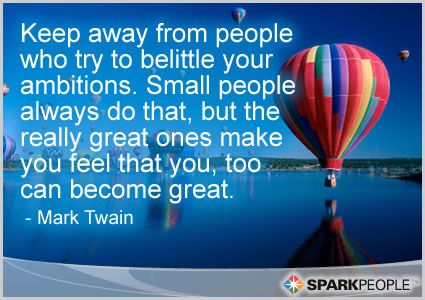 Keep away from people
who try to belittle your
ambitions. Small people
always do that, but the
really great ones make
you feel that you, too
can become great.
- Mark Twain
SPARKPEOPLE